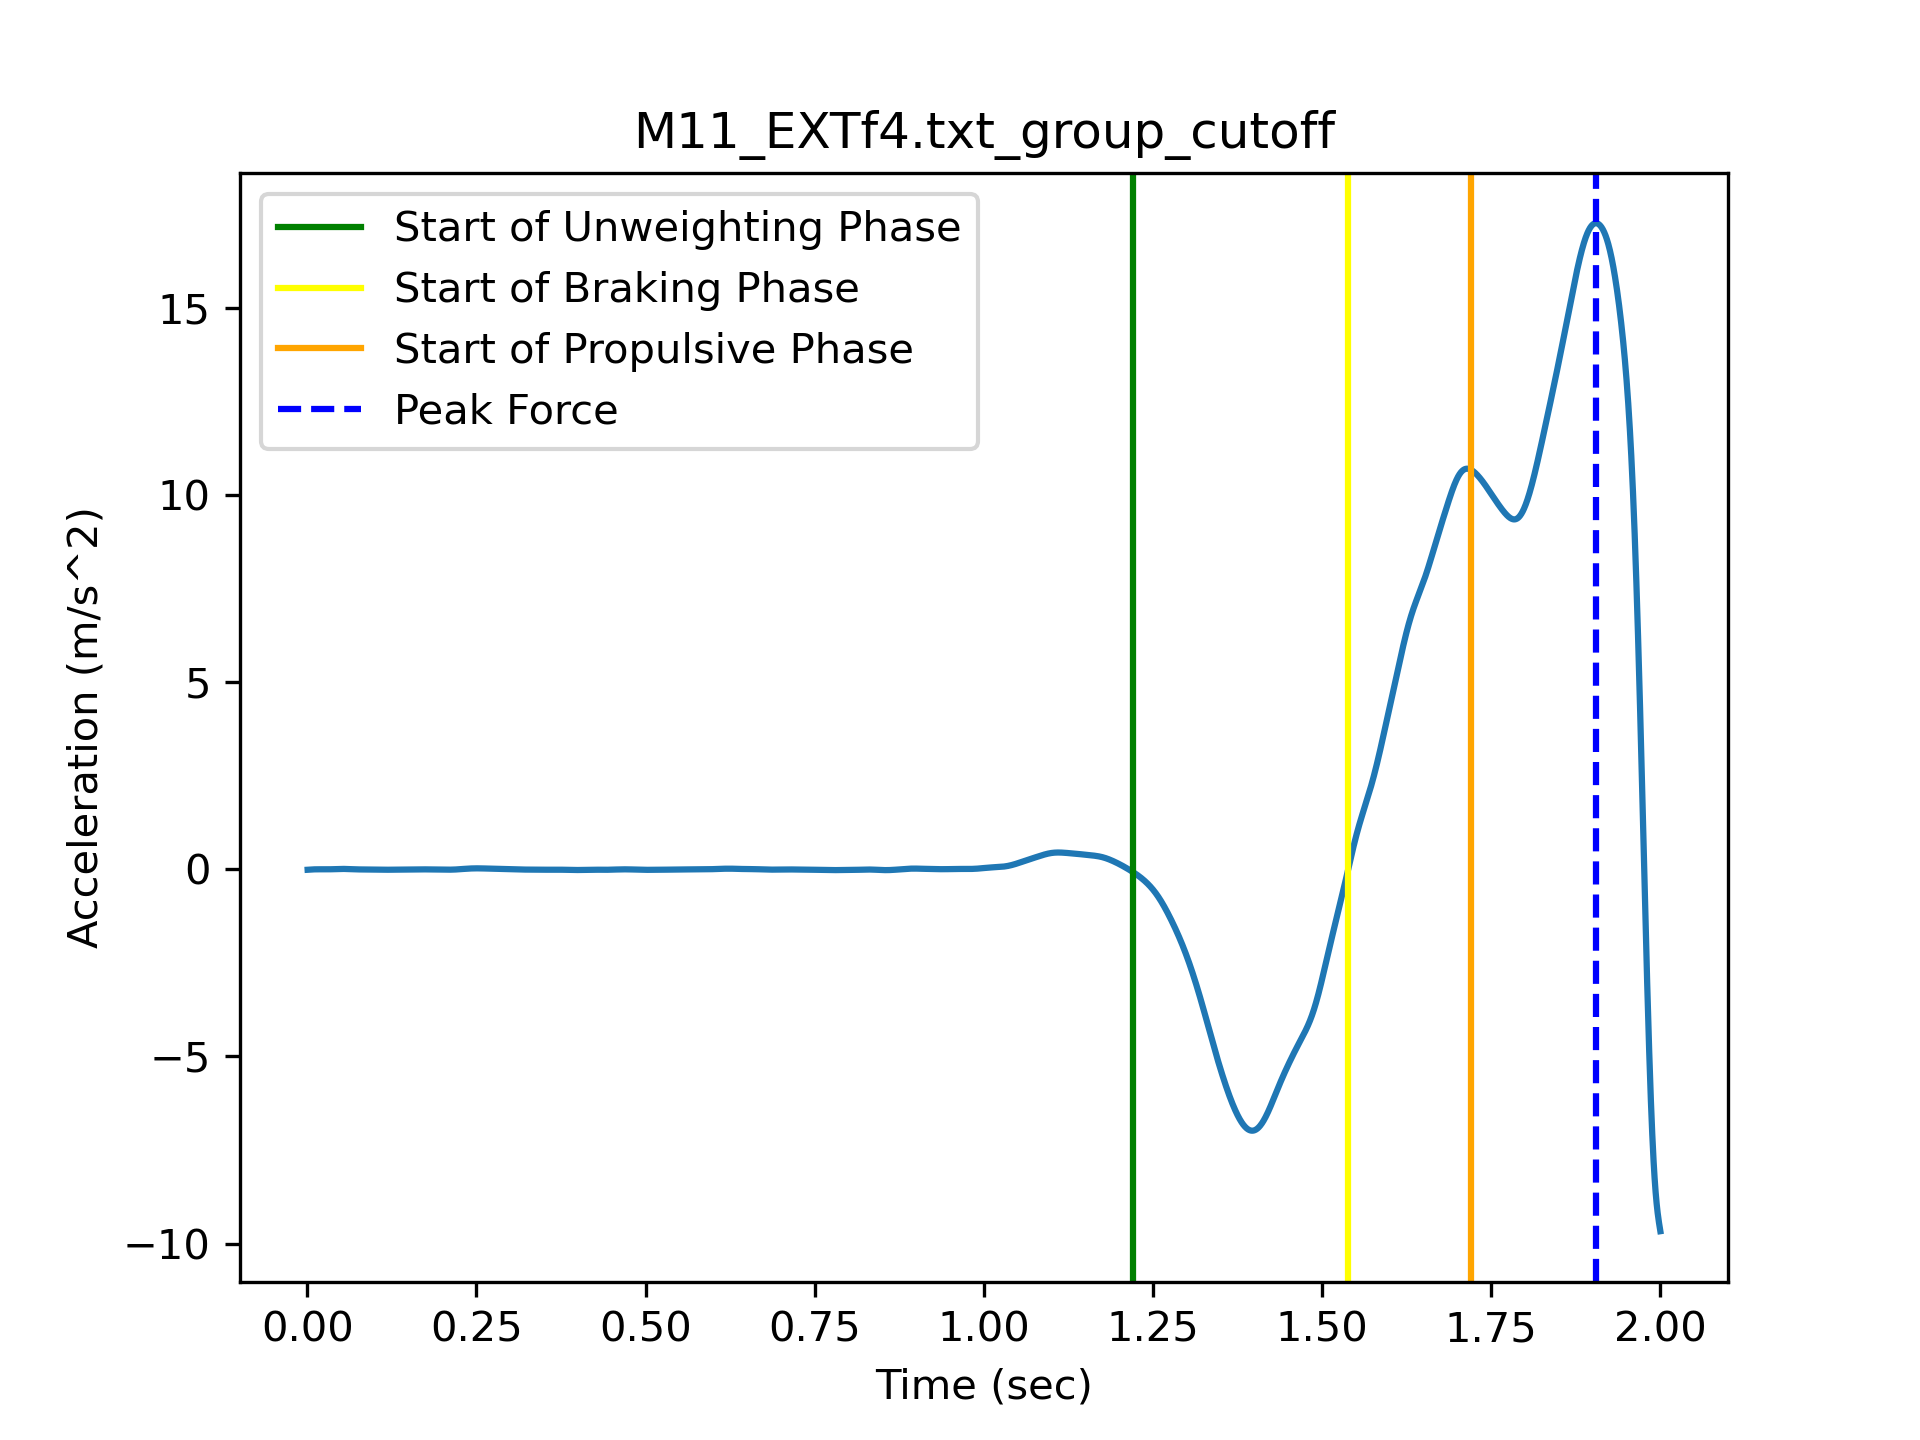 M11_EXTf4.txt_group_cutoff
Start of Unweighting Phase
Start of Braking Phase
Start of Propulsive Phase
Peak Force
Acceleration (m/s^2)
15
10
5
0
−5
−10
0.00 0.25 0.50 0.75 1.00 1.25 1.50 1.75 2.00
Time (sec)